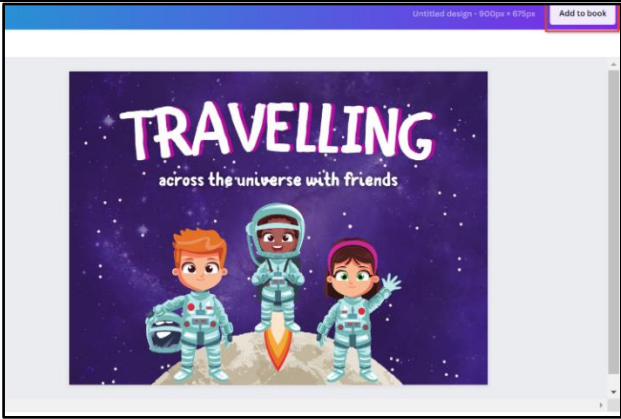 Untitled design - 900px × 675px
Add to book
TRAVELLING
across the universe with friends